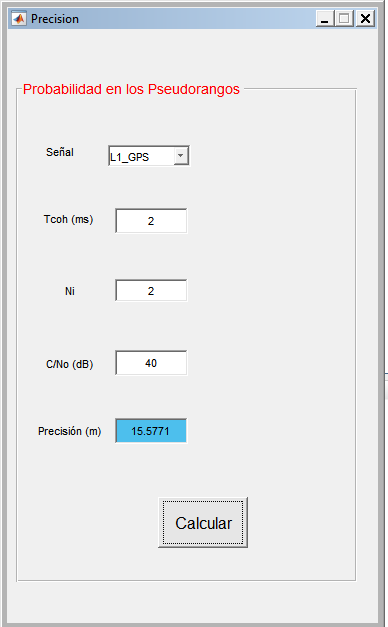 Precision
Probabilidad en los Pseudorangos
Señal L1_GPS
Tcoh (ms) 2
Ni 2
C/No (dB) 40
Precisión (m) 15.5771
Calcular